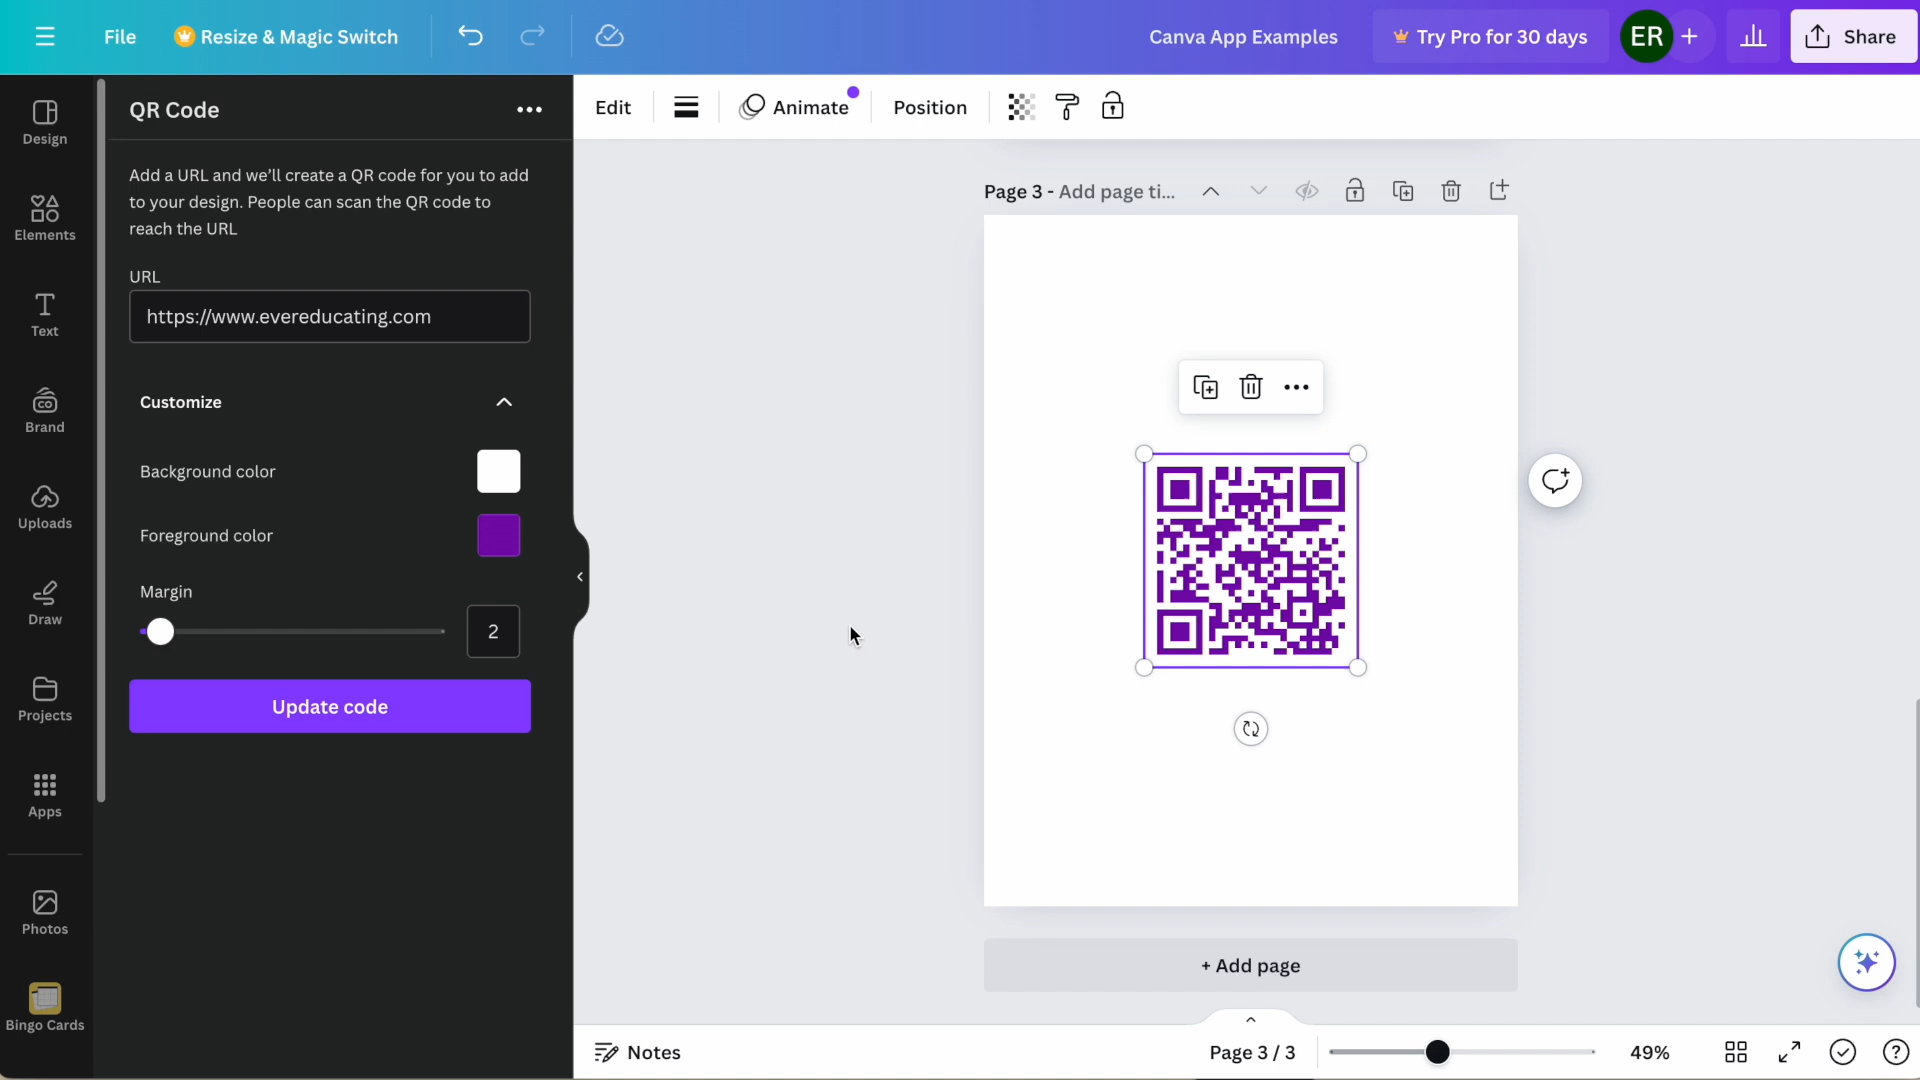 File
Resize & Magic Switch
Canva App Examples
Try Pro for 30 days
ER
Share
Design
Elements
Text
CO
Brand
Uploads
Draw
Projects
Apps
Photos
Bingo Cards
QR Code
Add a URL and we’ll create a QR code for you to add
to your design. People can scan the QR code to
reach the URL
URL
https://www.evereducating.com
Customize
Background color
Foreground color
Margin
2
Update code
Edit
Animate
Position
Page 3 - Add page ti...
+ Add page
Notes
Page 3 / 3
49%